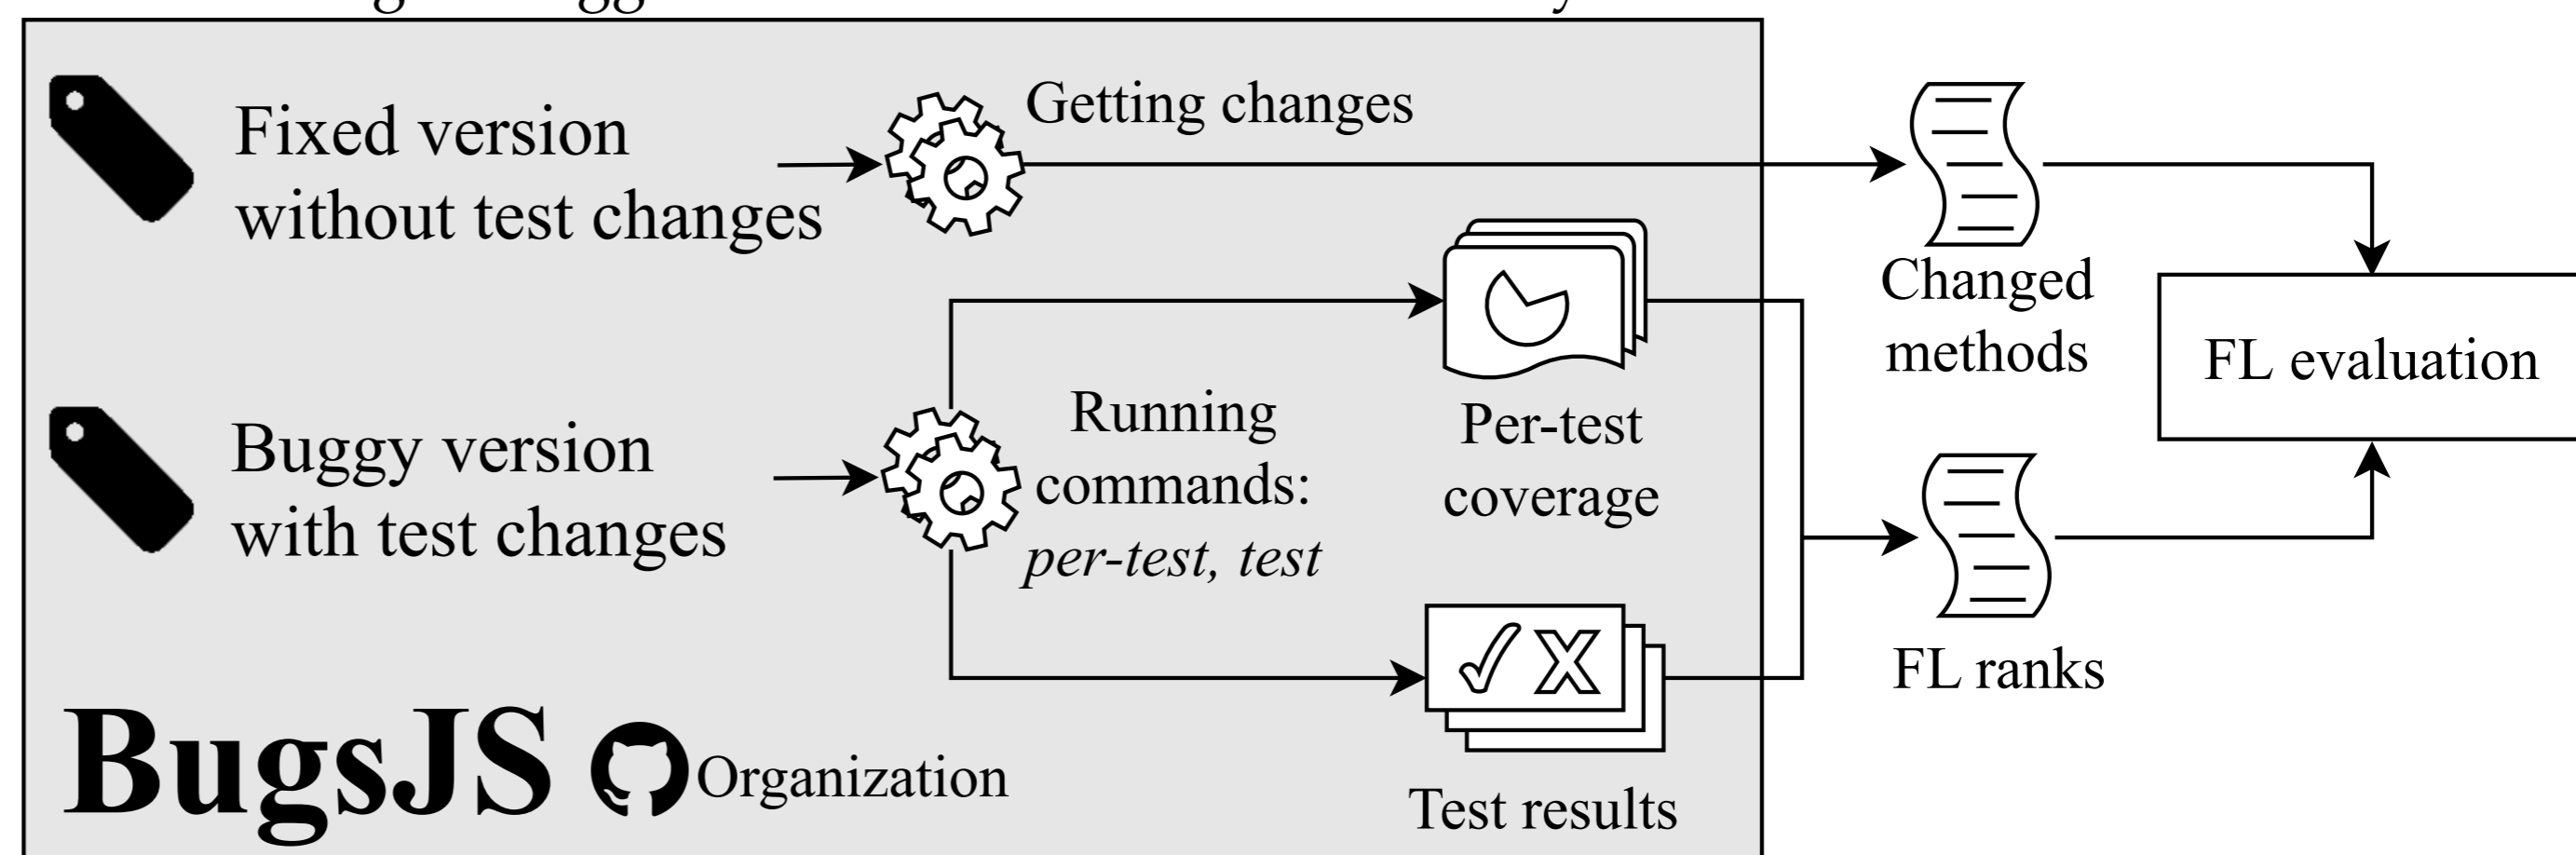 Fixed version
without test changes
Getting changes
Changed
methods
FL evaluation
Buggy version
with test changes
Running
commands:
per-test, test
Per-test
coverage
FL ranks
Test results
BugsJS Organization